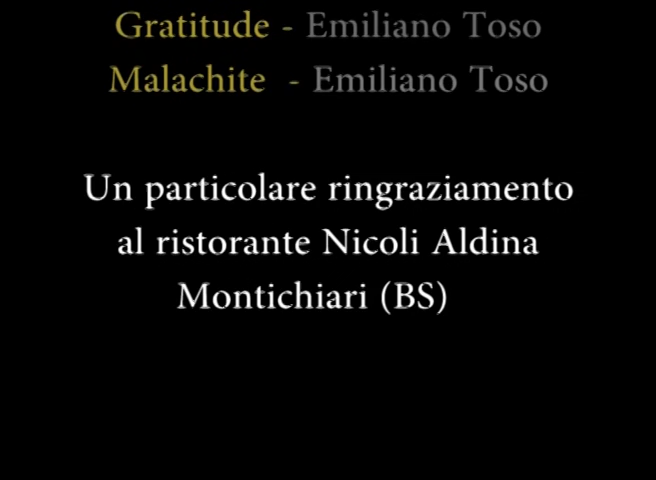 Gratitude - Emiliano Toso
Malachite - Emiliano Toso
Un particolare ringraziamento
al ristorante Nicoli Aldina
Montichiari (BS)